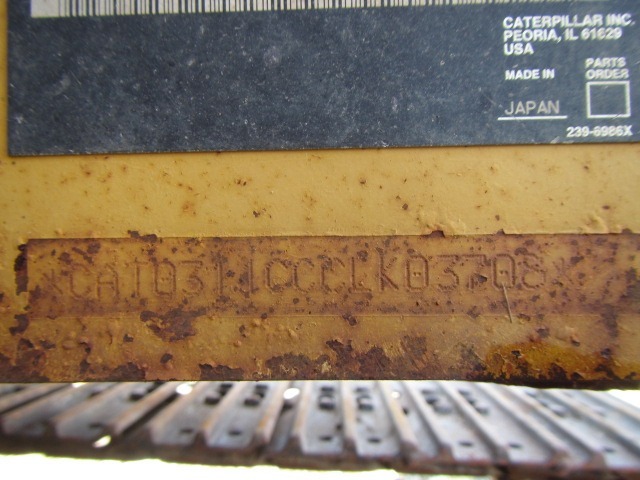 CATERPILLAR INC.
PEORIA, IL 61629
USA
MADE IN
PARTS
ORDER
JAPAN
239-6986X
*CAT0311CCCLK03708*